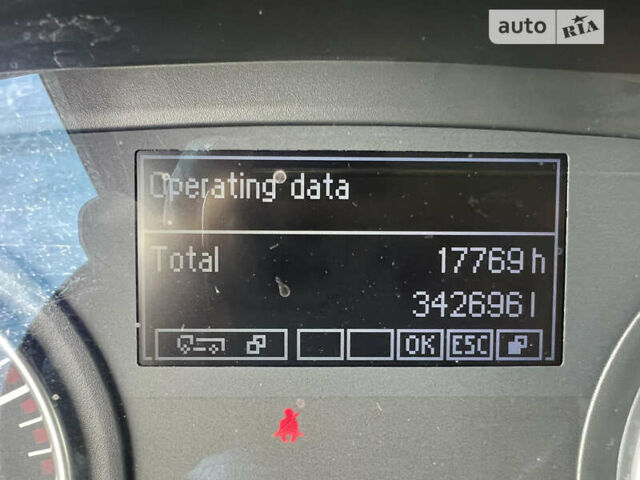 auto RIA
Operating data
Total 17769 h
342696 l
OK ESC